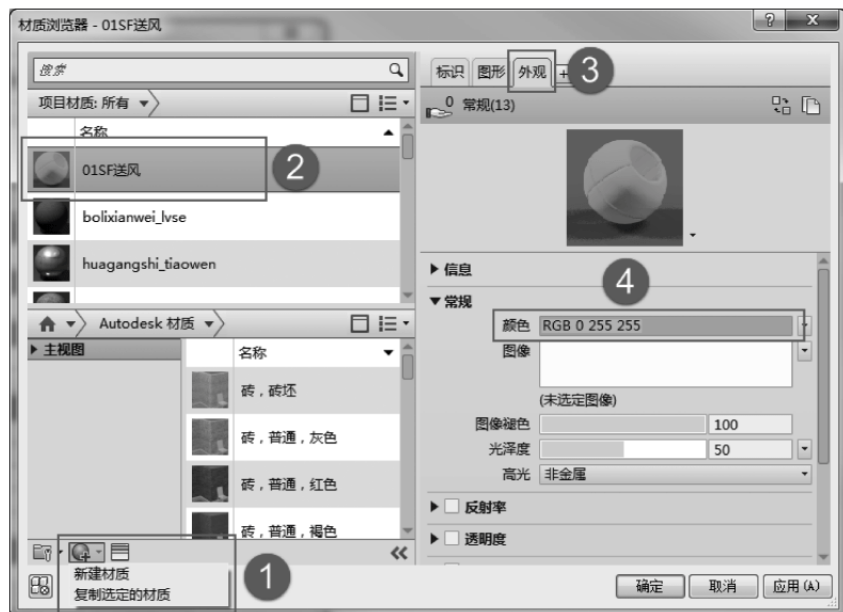 材质浏览器 - 01SF送风
搜索
项目材质: 所有
名称
01SF送风
2
bolixianwei_lvse
huagangshi_tiaowen
Autodesk 材质
主视图
名称
砖，砖坯
砖，普通，灰色
砖，普通，红色
砖，普通，褐色
新建材质
复制选定的材质
1
标识 图形 外观 +
3
0 常规(13)
信息
4
常规
颜色 RGB 0 255 255
图像
(未选定图像)
图像褪色 100
光泽度 50
高光 非金属
反射率
透明度
确定 取消 应用 (A)